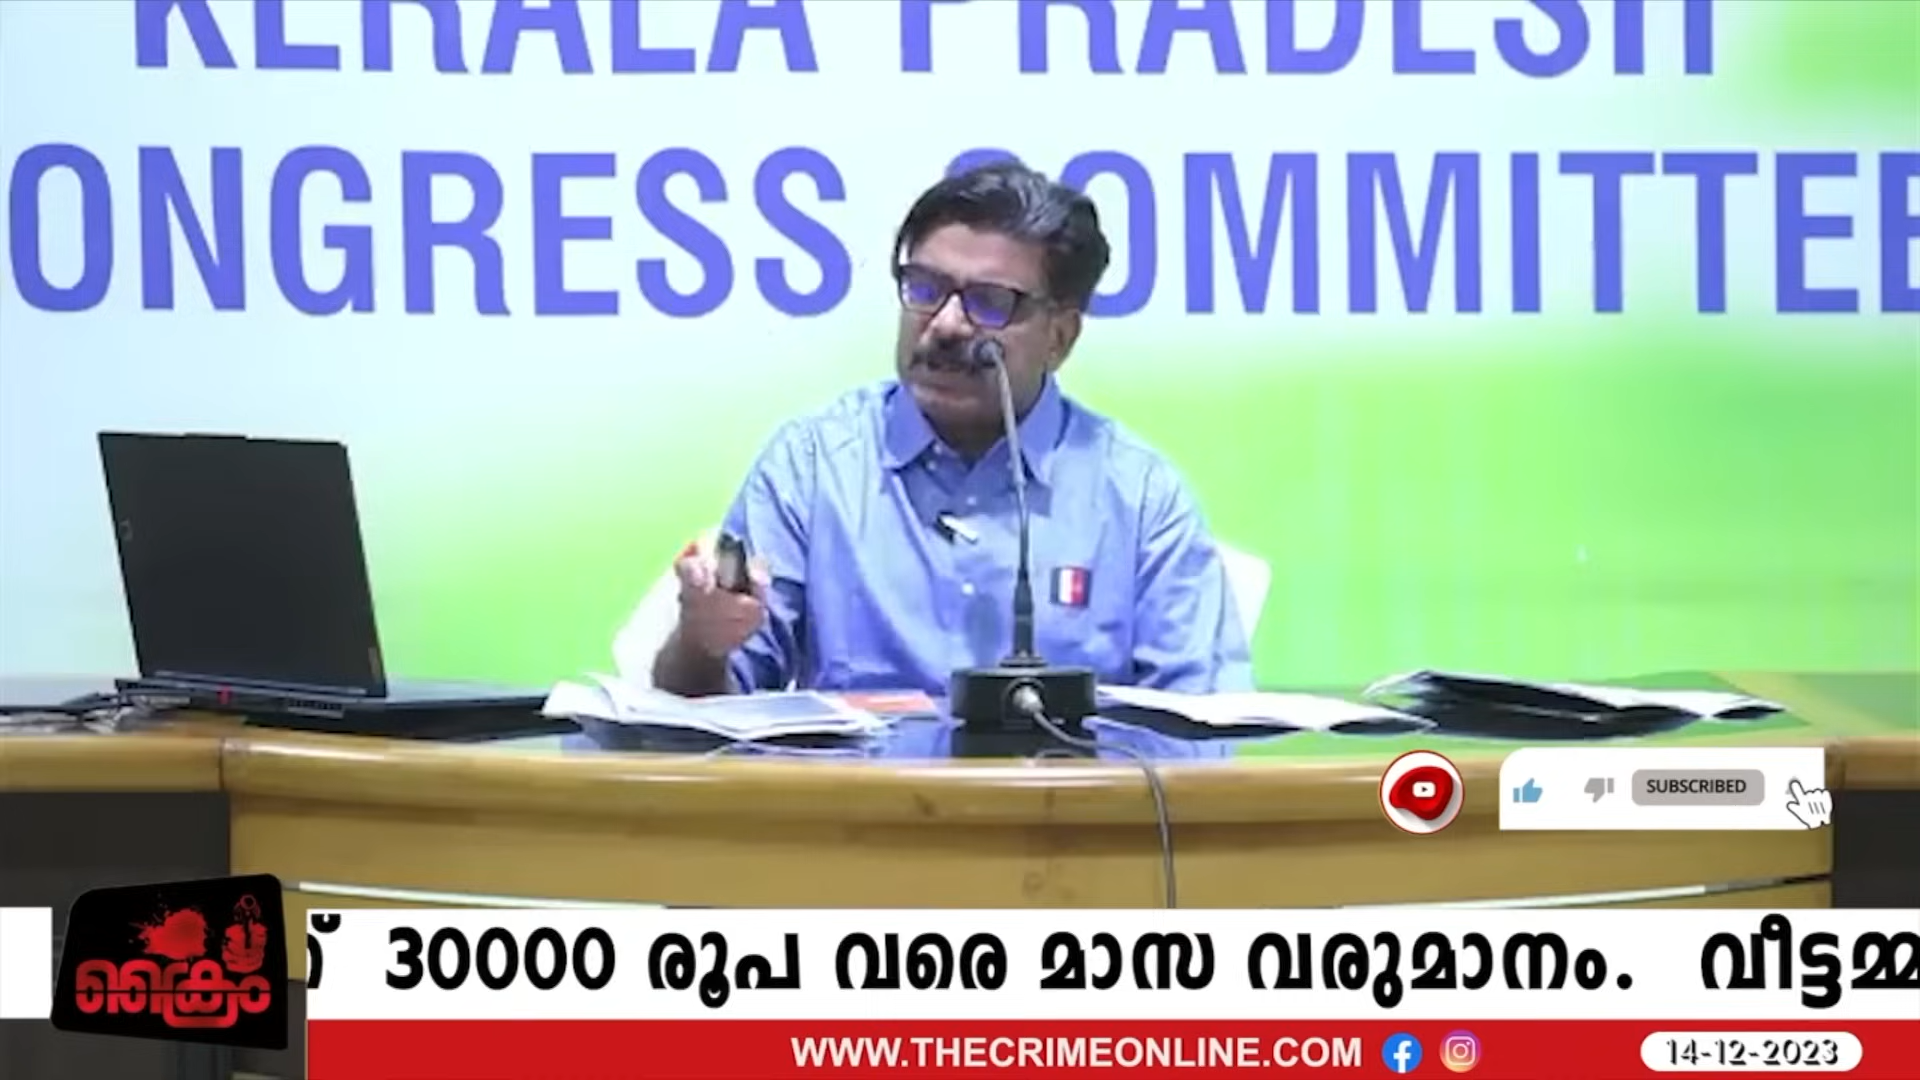 KERALA PRADESH
ONGRESS COMMITTEE
SUBSCRIBED
ക്രൈം
30000 രൂപ വരെ മാസ വരുമാനം. വീട്ടമ്മ
WWW.THECRIMEONLINE.COM
14-12-2023